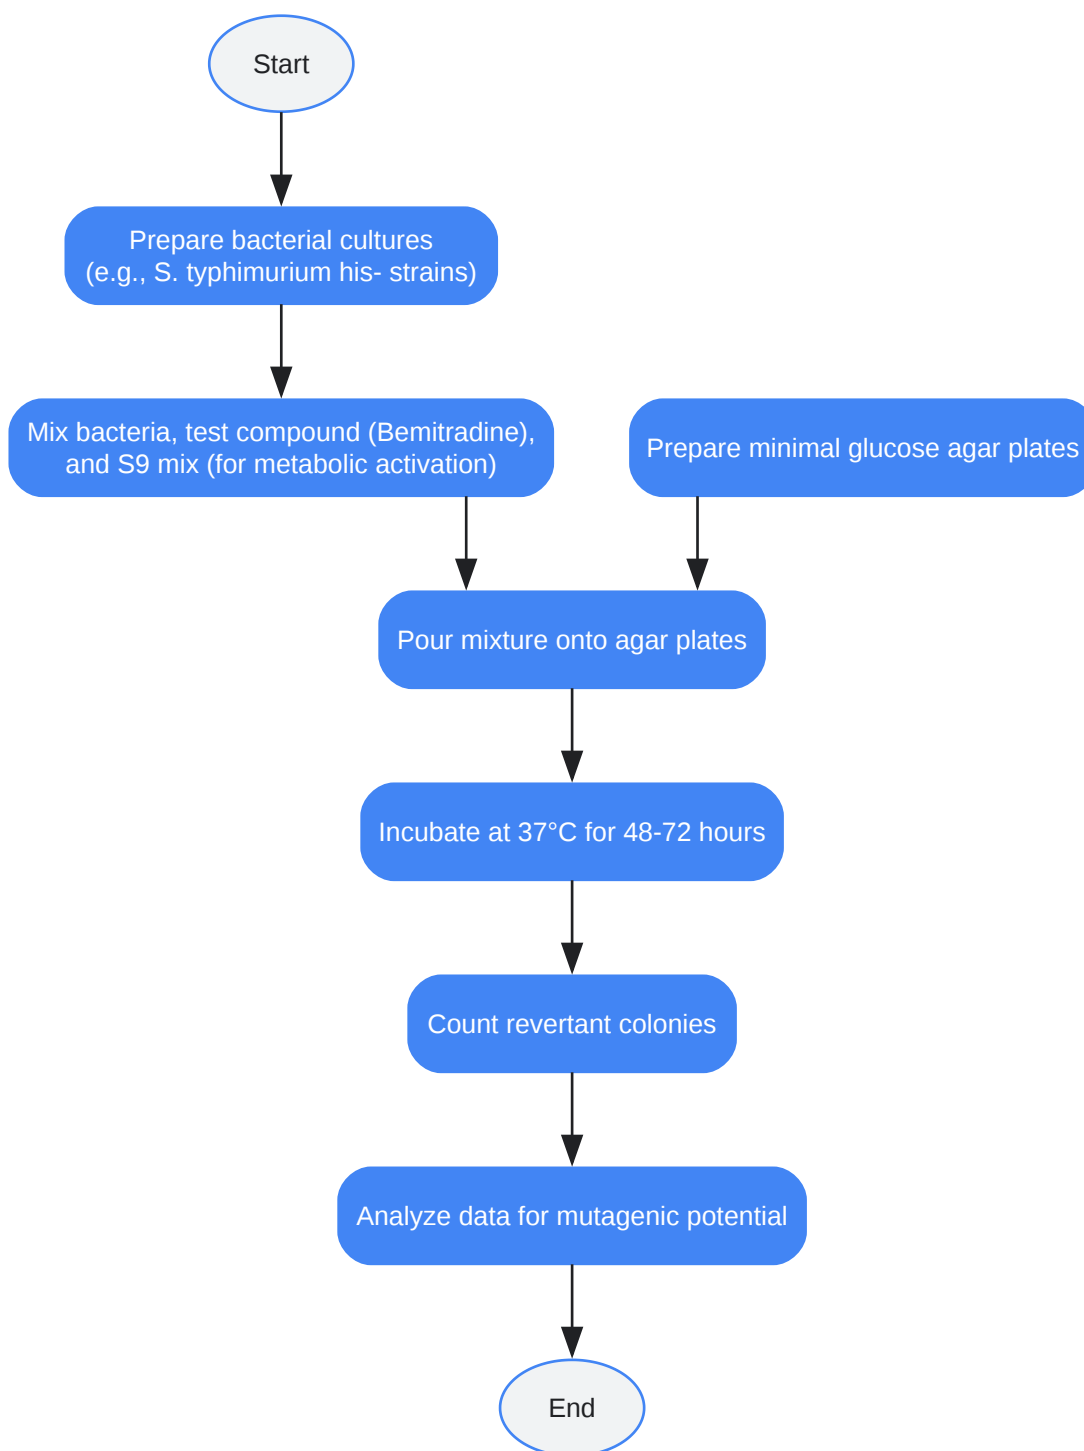 Start
Prepare bacterial cultures
(e.g., S. typhimurium his- strains)
Mix bacteria, test compound (Bemitradine),
and S9 mix (for metabolic activation)
Prepare minimal glucose agar plates
Pour mixture onto agar plates
Incubate at 37°C for 48-72 hours
Count revertant colonies
Analyze data for mutagenic potential
End